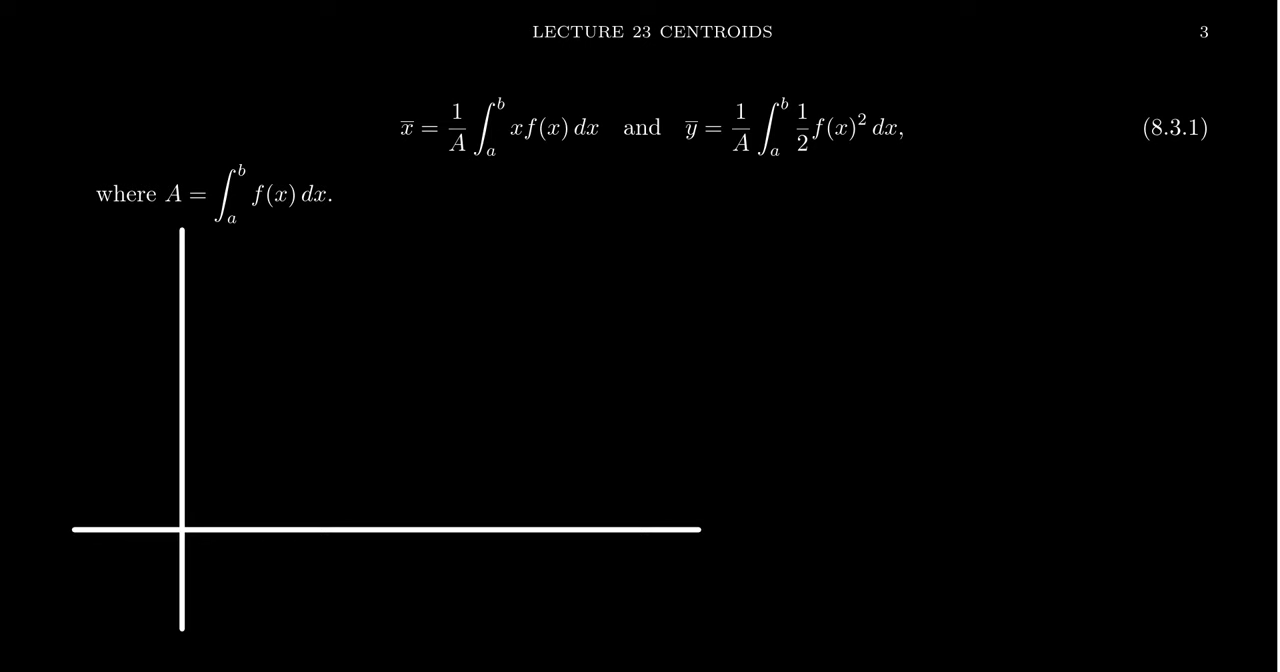 LECTURE 23 CENTROIDS 3
x̅ = 1/A ∫_a^b xf(x) dx and y̅ = 1/A ∫_a^b 1/2 f(x)² dx, (8.3.1)
where A = ∫_a^b f(x) dx.